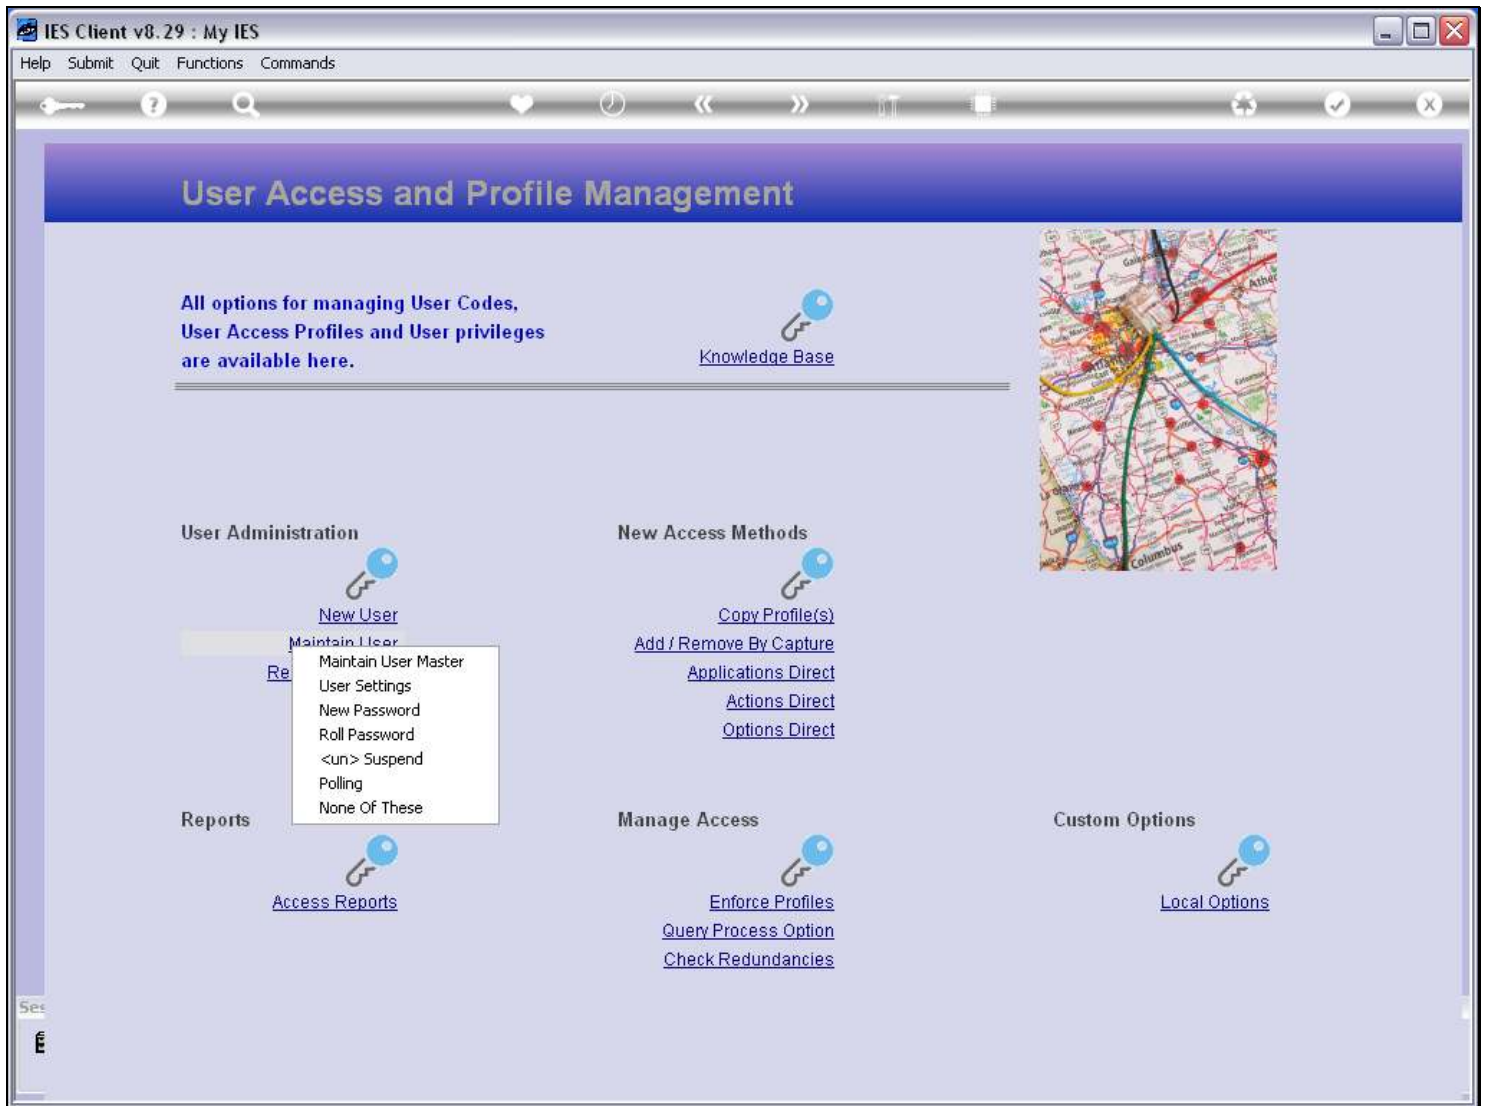 IES Client v8.29 : My IES
Help Submit Quit Functions Commands
User Access and Profile Management
All options for managing User Codes,
User Access Profiles and User privileges
are available here.
Knowledge Base
User Administration
New User
Maintain User
Re
Maintain User Master
User Settings
New Password
Roll Password
<un> Suspend
Polling
None Of These
New Access Methods
Copy Profile(s)
Add / Remove By Capture
Applications Direct
Actions Direct
Options Direct
Reports
Access Reports
Manage Access
Enforce Profiles
Query Process Option
Check Redundancies
Custom Options
Local Options
Columbus
Ses